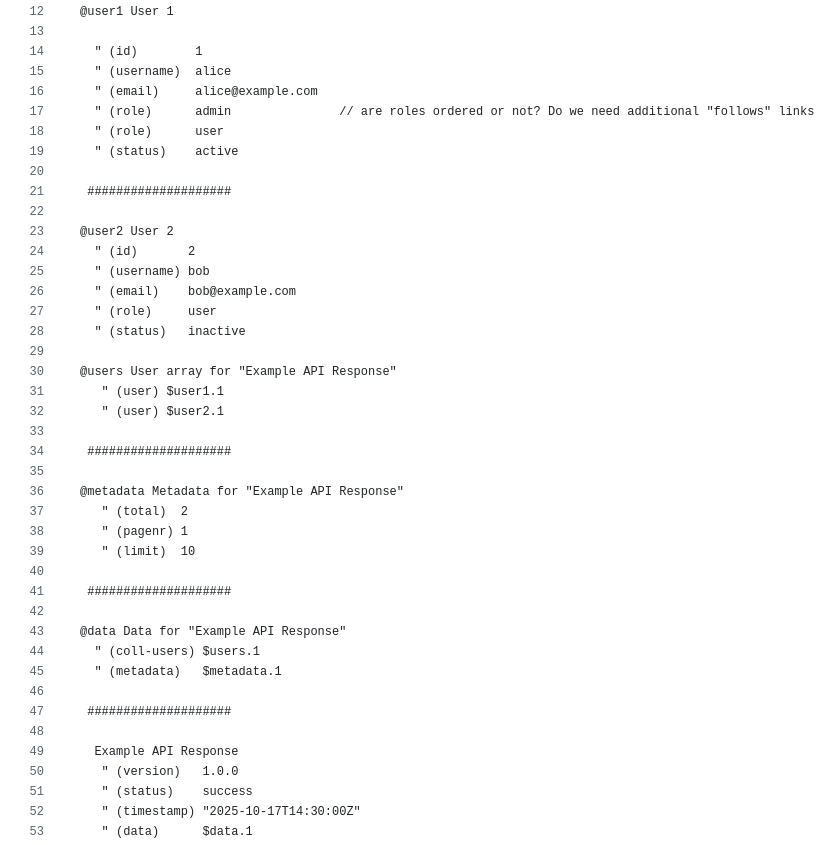 12 @user1 User 1
13
14 " (id) 1
15 " (username) alice
16 " (email) alice@example.com
17 " (role) admin // are roles ordered or not? Do we need additional "follows" links
18 " (role) user
19 " (status) active
20
21 ####################
22
23 @user2 User 2
24 " (id) 2
25 " (username) bob
26 " (email) bob@example.com
27 " (role) user
28 " (status) inactive
29
30 @users User array for "Example API Response"
31 " (user) $user1.1
32 " (user) $user2.1
33
34 ####################
35
36 @metadata Metadata for "Example API Response"
37 " (total) 2
38 " (pagenr) 1
39 " (limit) 10
40
41 ####################
42
43 @data Data for "Example API Response"
44 " (coll-users) $users.1
45 " (metadata) $metadata.1
46
47 ####################
48
49 Example API Response
50 " (version) 1.0.0
51 " (status) success
52 " (timestamp) "2025-10-17T14:30:00Z"
53 " (data) $data.1